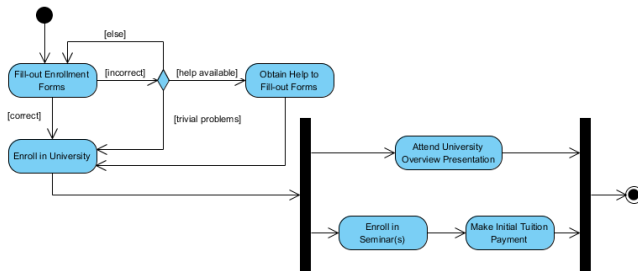 [else]
Fill-out Enrollment
Forms
[incorrect]
[help available]
Obtain Help to
Fill-out Forms
[correct]
[trivial problems]
Enroll in University
Attend University
Overview Presentation
Enroll in
Seminar(s)
Make Initial Tuition
Payment